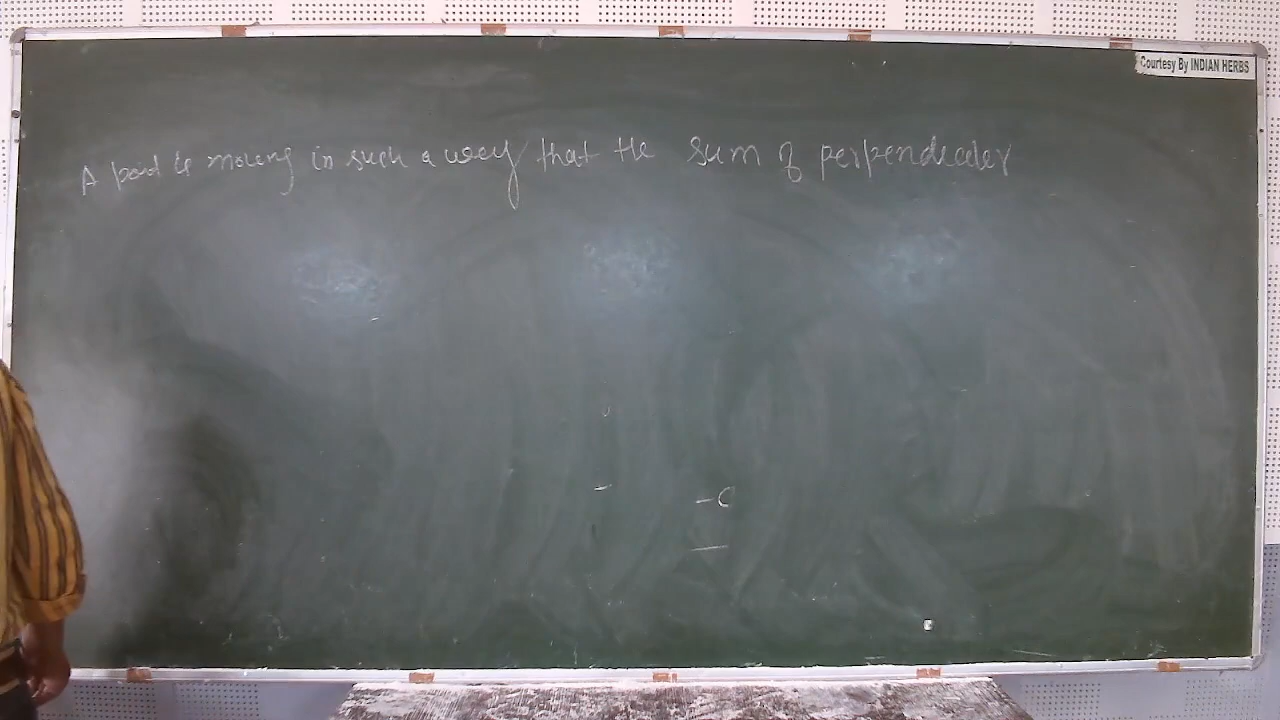 Courtesy By INDIAN HERBS
A point is moving in such a way that the sum of perpendicular
-C